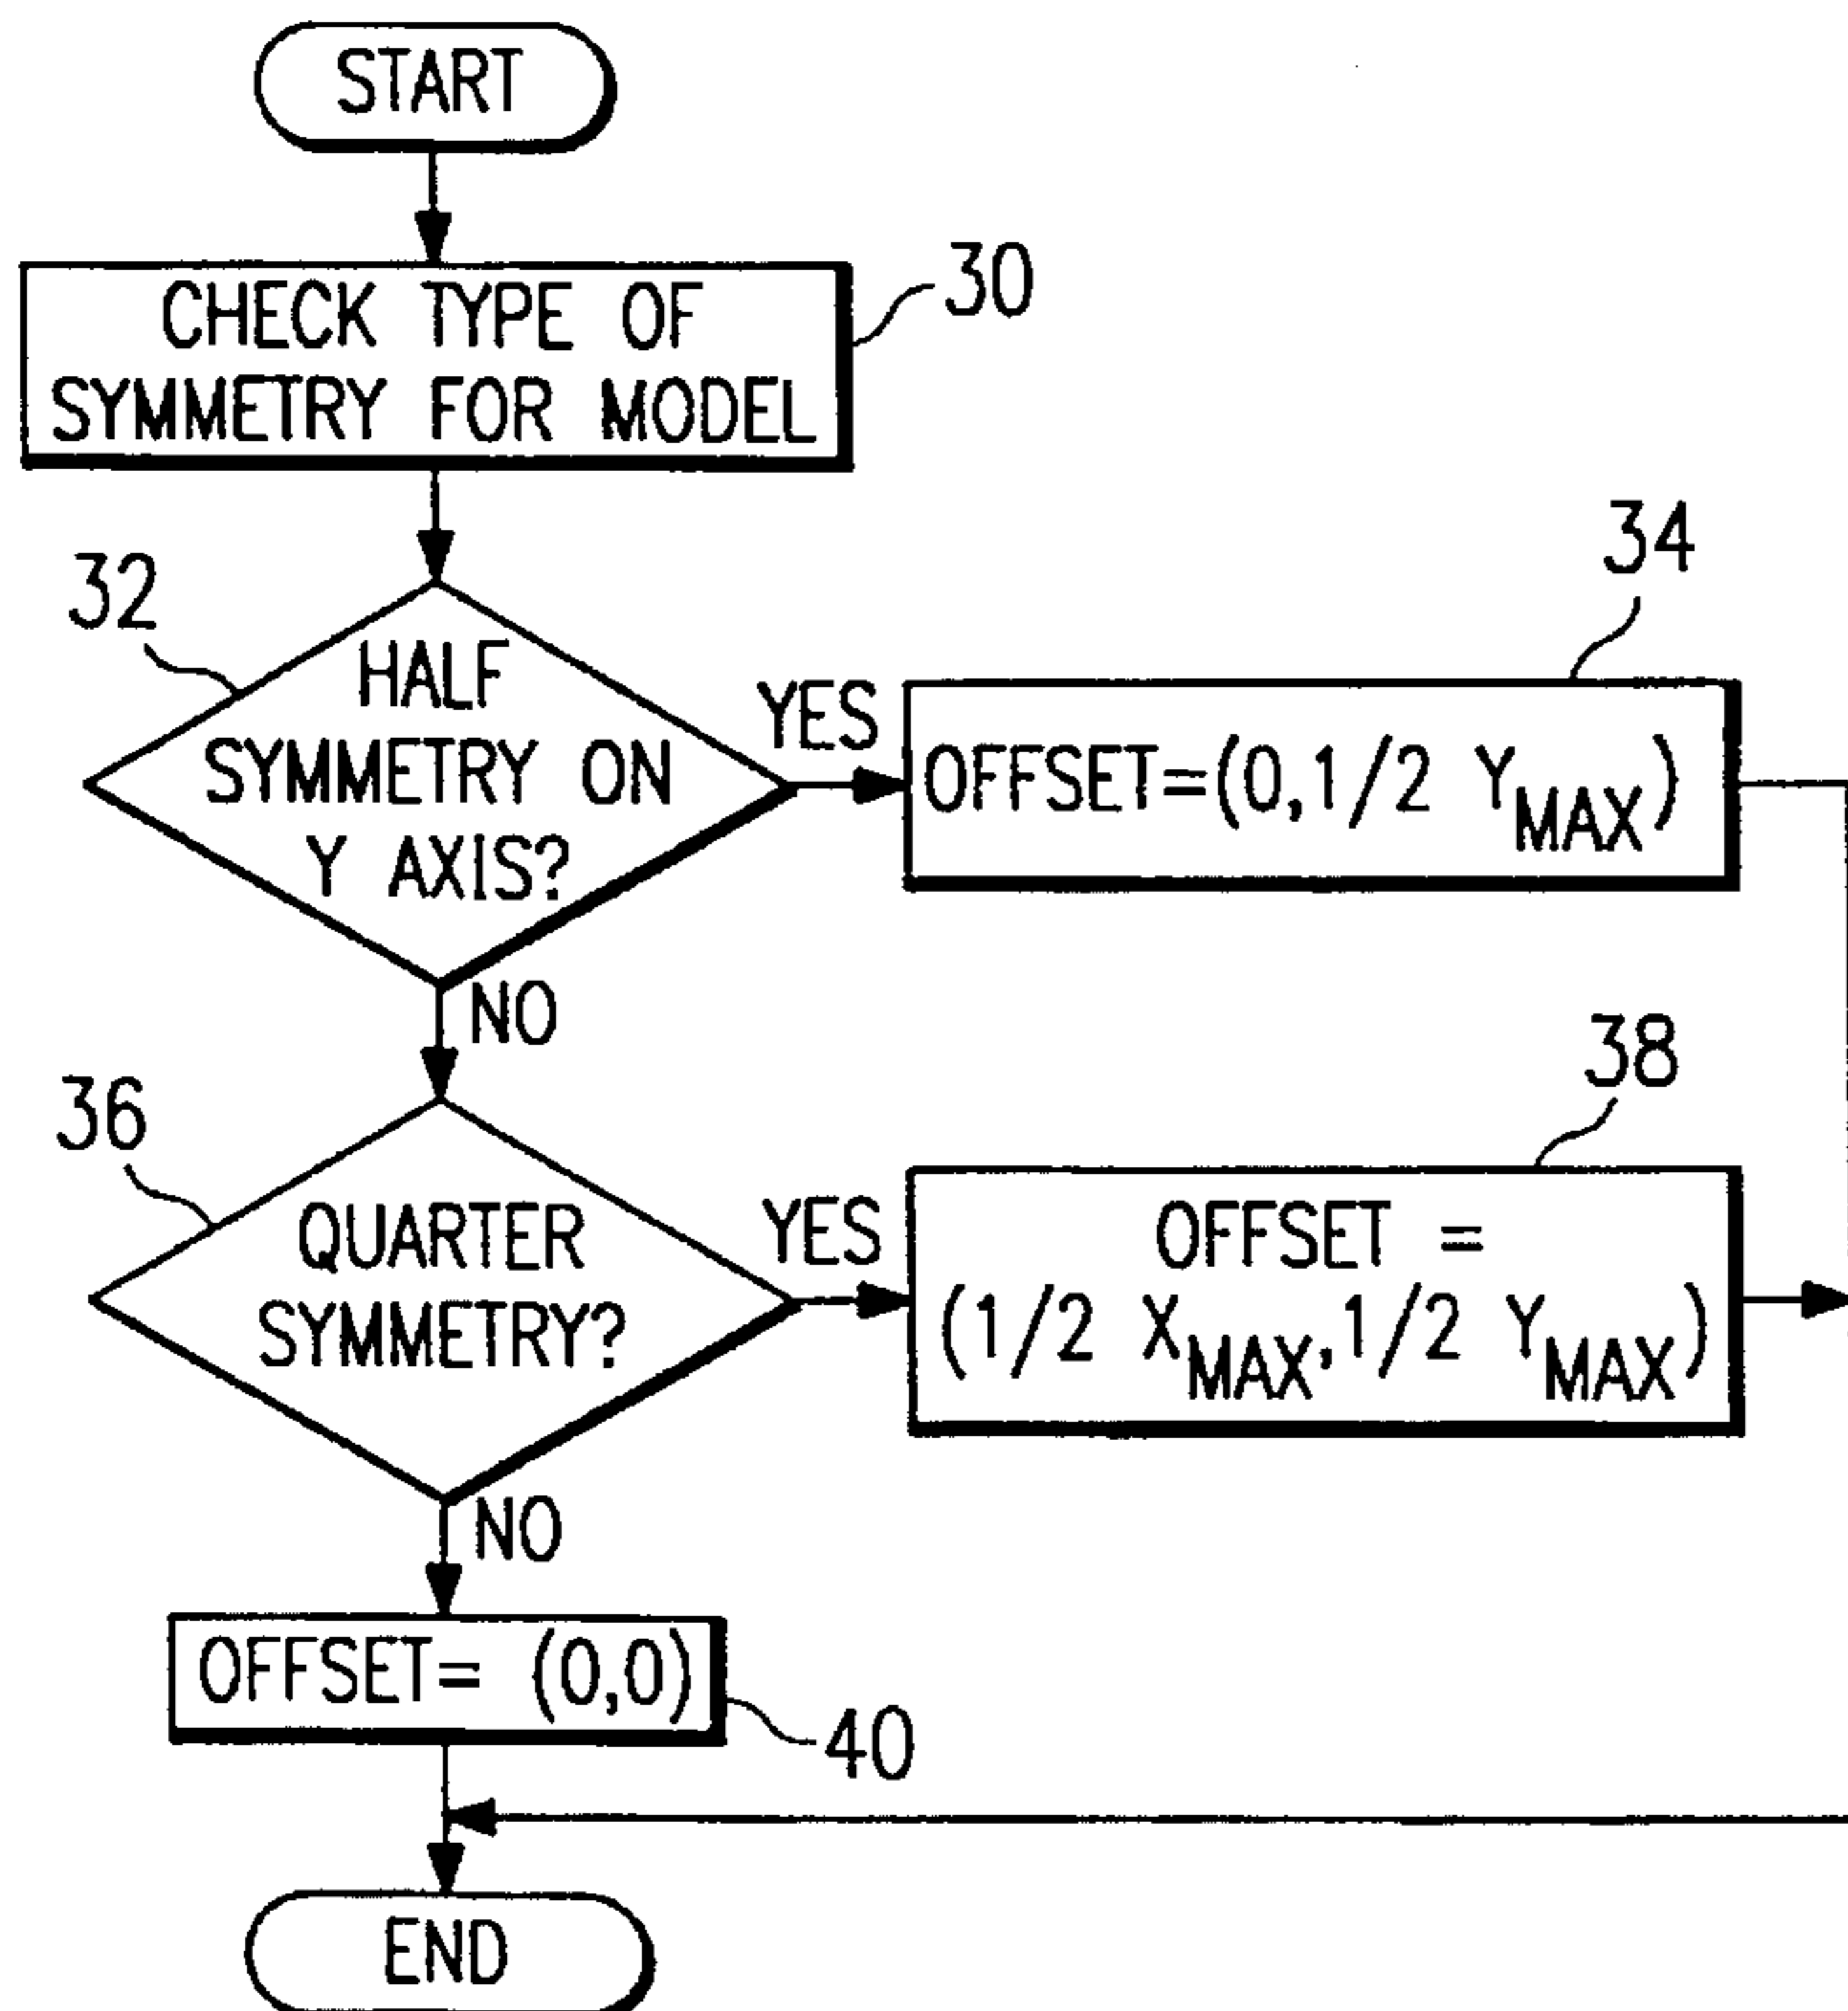 START
CHECK TYPE OF
SYMMETRY FOR MODEL
30
32
HALF
SYMMETRY ON
Y AXIS?
YES
34
OFFSET=(0,1/2 YMAX)
NO
36
QUARTER
SYMMETRY?
YES
38
OFFSET =
(1/2 XMAX,1/2 YMAX)
NO
OFFSET= (0,0)
40
END